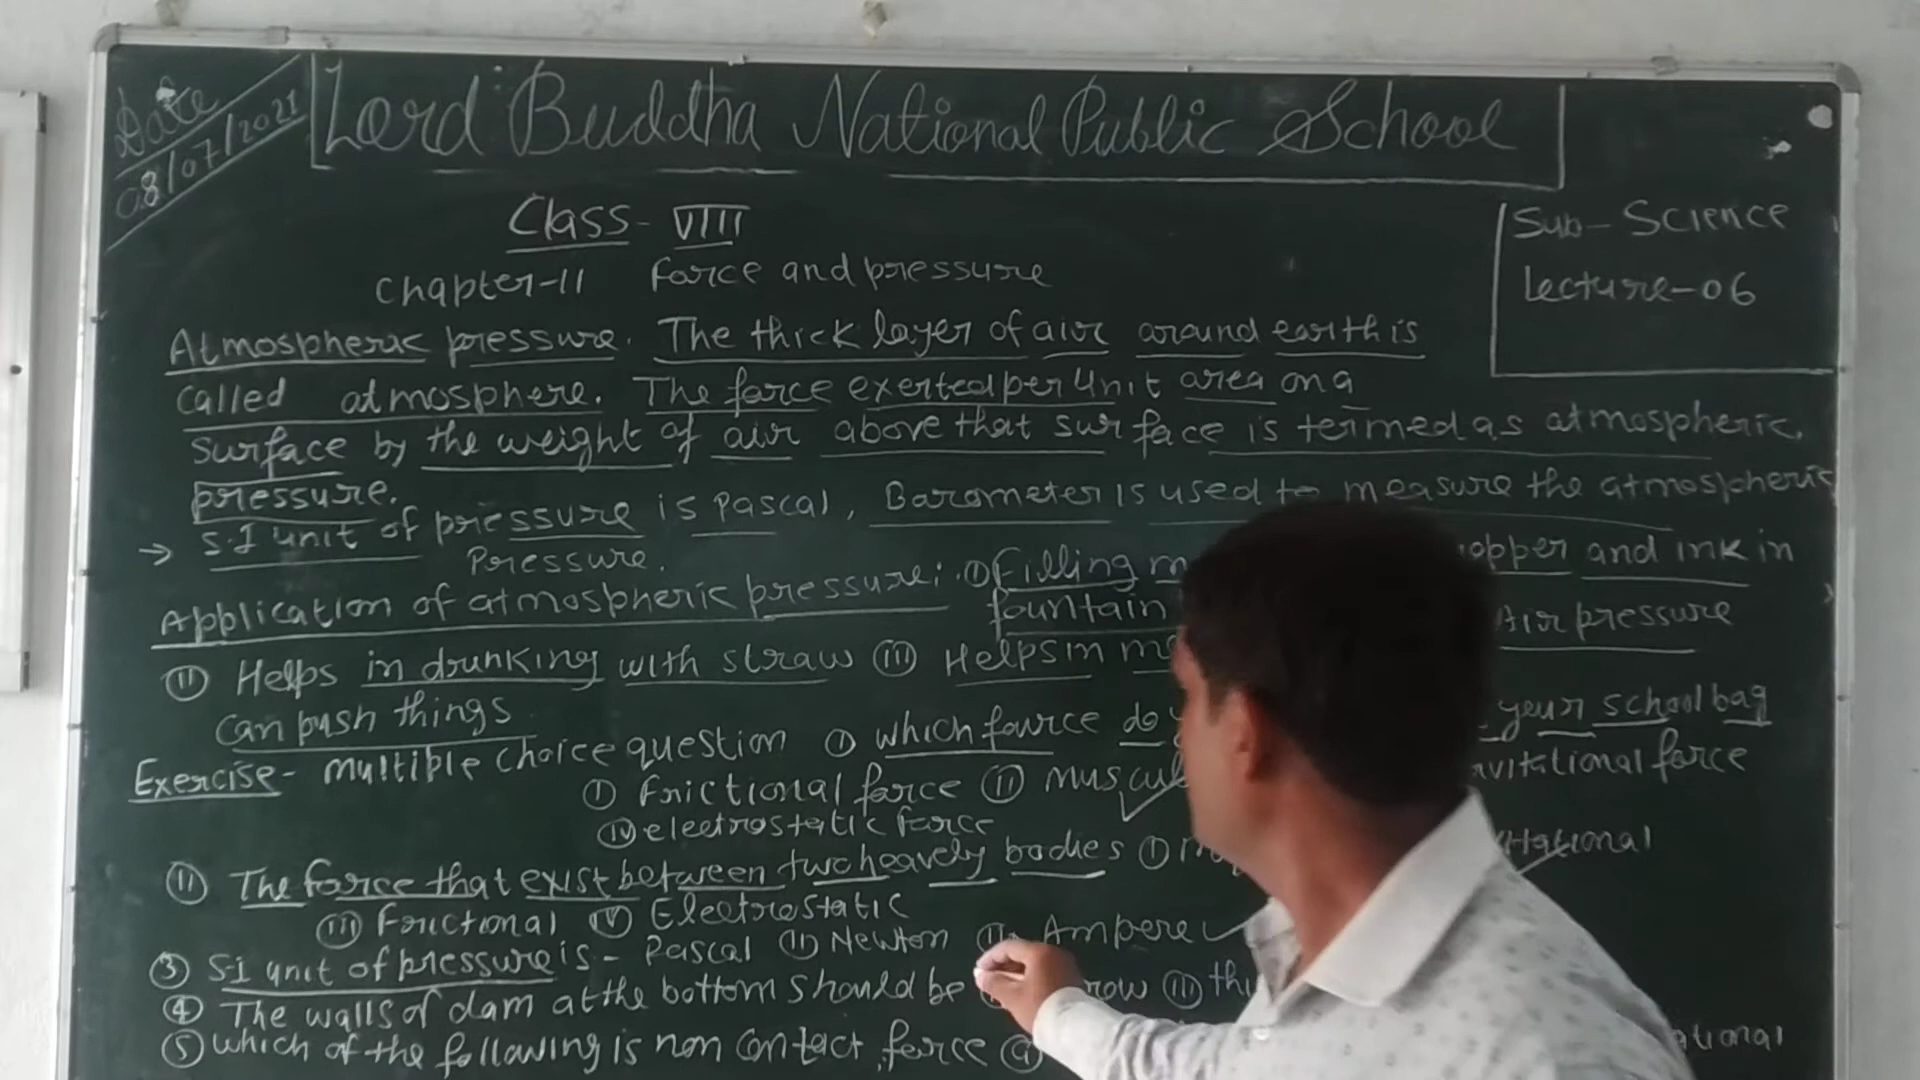 Date
08/07/2021
Lord Buddha National Public School
Class - VIII
Sub - Science
Lecture-06
Chapter-11 Force and pressure
Atmospheric pressure. The thick layer of air around earth is
called atmosphere. The force exerted per unit area on a
surface by the weight of air above that surface is termed as atmospheric
pressure.
→ S.I unit of pressure is Pascal, Barometer is used to measure the atmospheric
Pressure.
Application of atmospheric pressure: (i) Filling and ink in
fountain Air pressure
(ii) Helps in drinking with straw (iii) Helps in
can push things
Exercise - multiple choice question (i) which fource do your school bag
(i) Frictional force (ii) force
(iv) electrostatic force
(ii) The force that exist between two heavely bodies (i)
(iii) Frictional (iv) Electrostatic
(3) S.I unit of pressure is - Pascal (ii) Newton Ampere
(4) The walls of dam at the bottom should be (iii)
(5) which of the following is non contact force (a)